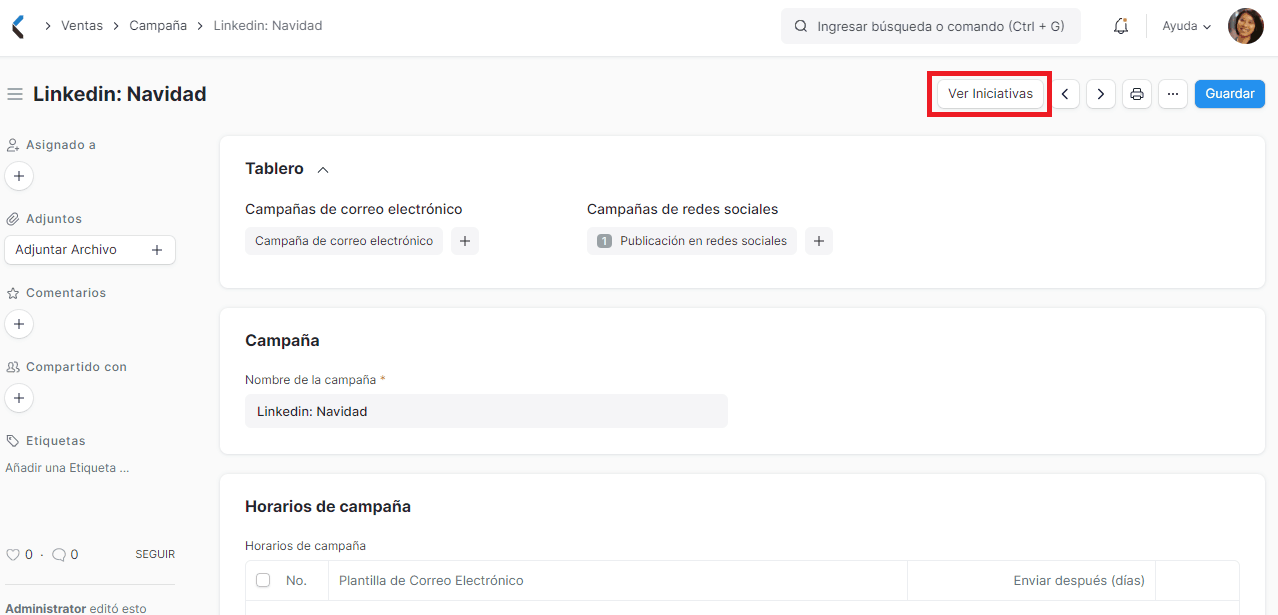 Ventas > Campaña > Linkedin: Navidad
Ingresar búsqueda o comando (Ctrl + G)
Ayuda
Linkedin: Navidad
Ver Iniciativas
Guardar
Asignado a
Adjuntos
Adjuntar Archivo
Comentarios
Compartido con
Etiquetas
Añadir una Etiqueta ...
0 · 0 SEGUIR
Administrator editó esto
Tablero
Campañas de correo electrónico
Campaña de correo electrónico
Campañas de redes sociales
1 Publicación en redes sociales
Campaña
Nombre de la campaña *
Linkedin: Navidad
Horarios de campaña
Horarios de campaña
No. Plantilla de Correo Electrónico Enviar después (días)